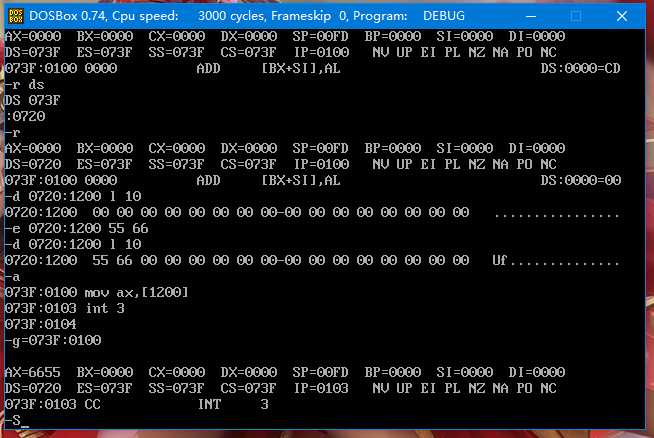 DOSBox 0.74, Cpu speed: 3000 cycles, Frameskip 0, Program: DEBUG
AX=0000 BX=0000 CX=0000 DX=0000 SP=00FD BP=0000 SI=0000 DI=0000
DS=073F ES=073F SS=073F CS=073F IP=0100 NV UP EI PL NZ NA PO NC
073F:0100 0000 ADD [BX+SI],AL DS:0000=CD
-r ds
DS 073F
:0720
-r
AX=0000 BX=0000 CX=0000 DX=0000 SP=00FD BP=0000 SI=0000 DI=0000
DS=0720 ES=073F SS=073F CS=073F IP=0100 NV UP EI PL NZ NA PO NC
073F:0100 0000 ADD [BX+SI],AL DS:0000=00
-d 0720:1200 l 10
0720:1200 00 00 00 00 00 00 00 00-00 00 00 00 00 00 00 00 ................
-e 0720:1200 55 66
-d 0720:1200 l 10
0720:1200 55 66 00 00 00 00 00 00-00 00 00 00 00 00 00 00 Uf..............
-a
073F:0100 mov ax,[1200]
073F:0103 int 3
073F:0104
-g=073F:0100
AX=6655 BX=0000 CX=0000 DX=0000 SP=00FD BP=0000 SI=0000 DI=0000
DS=0720 ES=073F SS=073F CS=073F IP=0103 NV UP EI PL NZ NA PO NC
073F:0103 CC INT 3
-S_